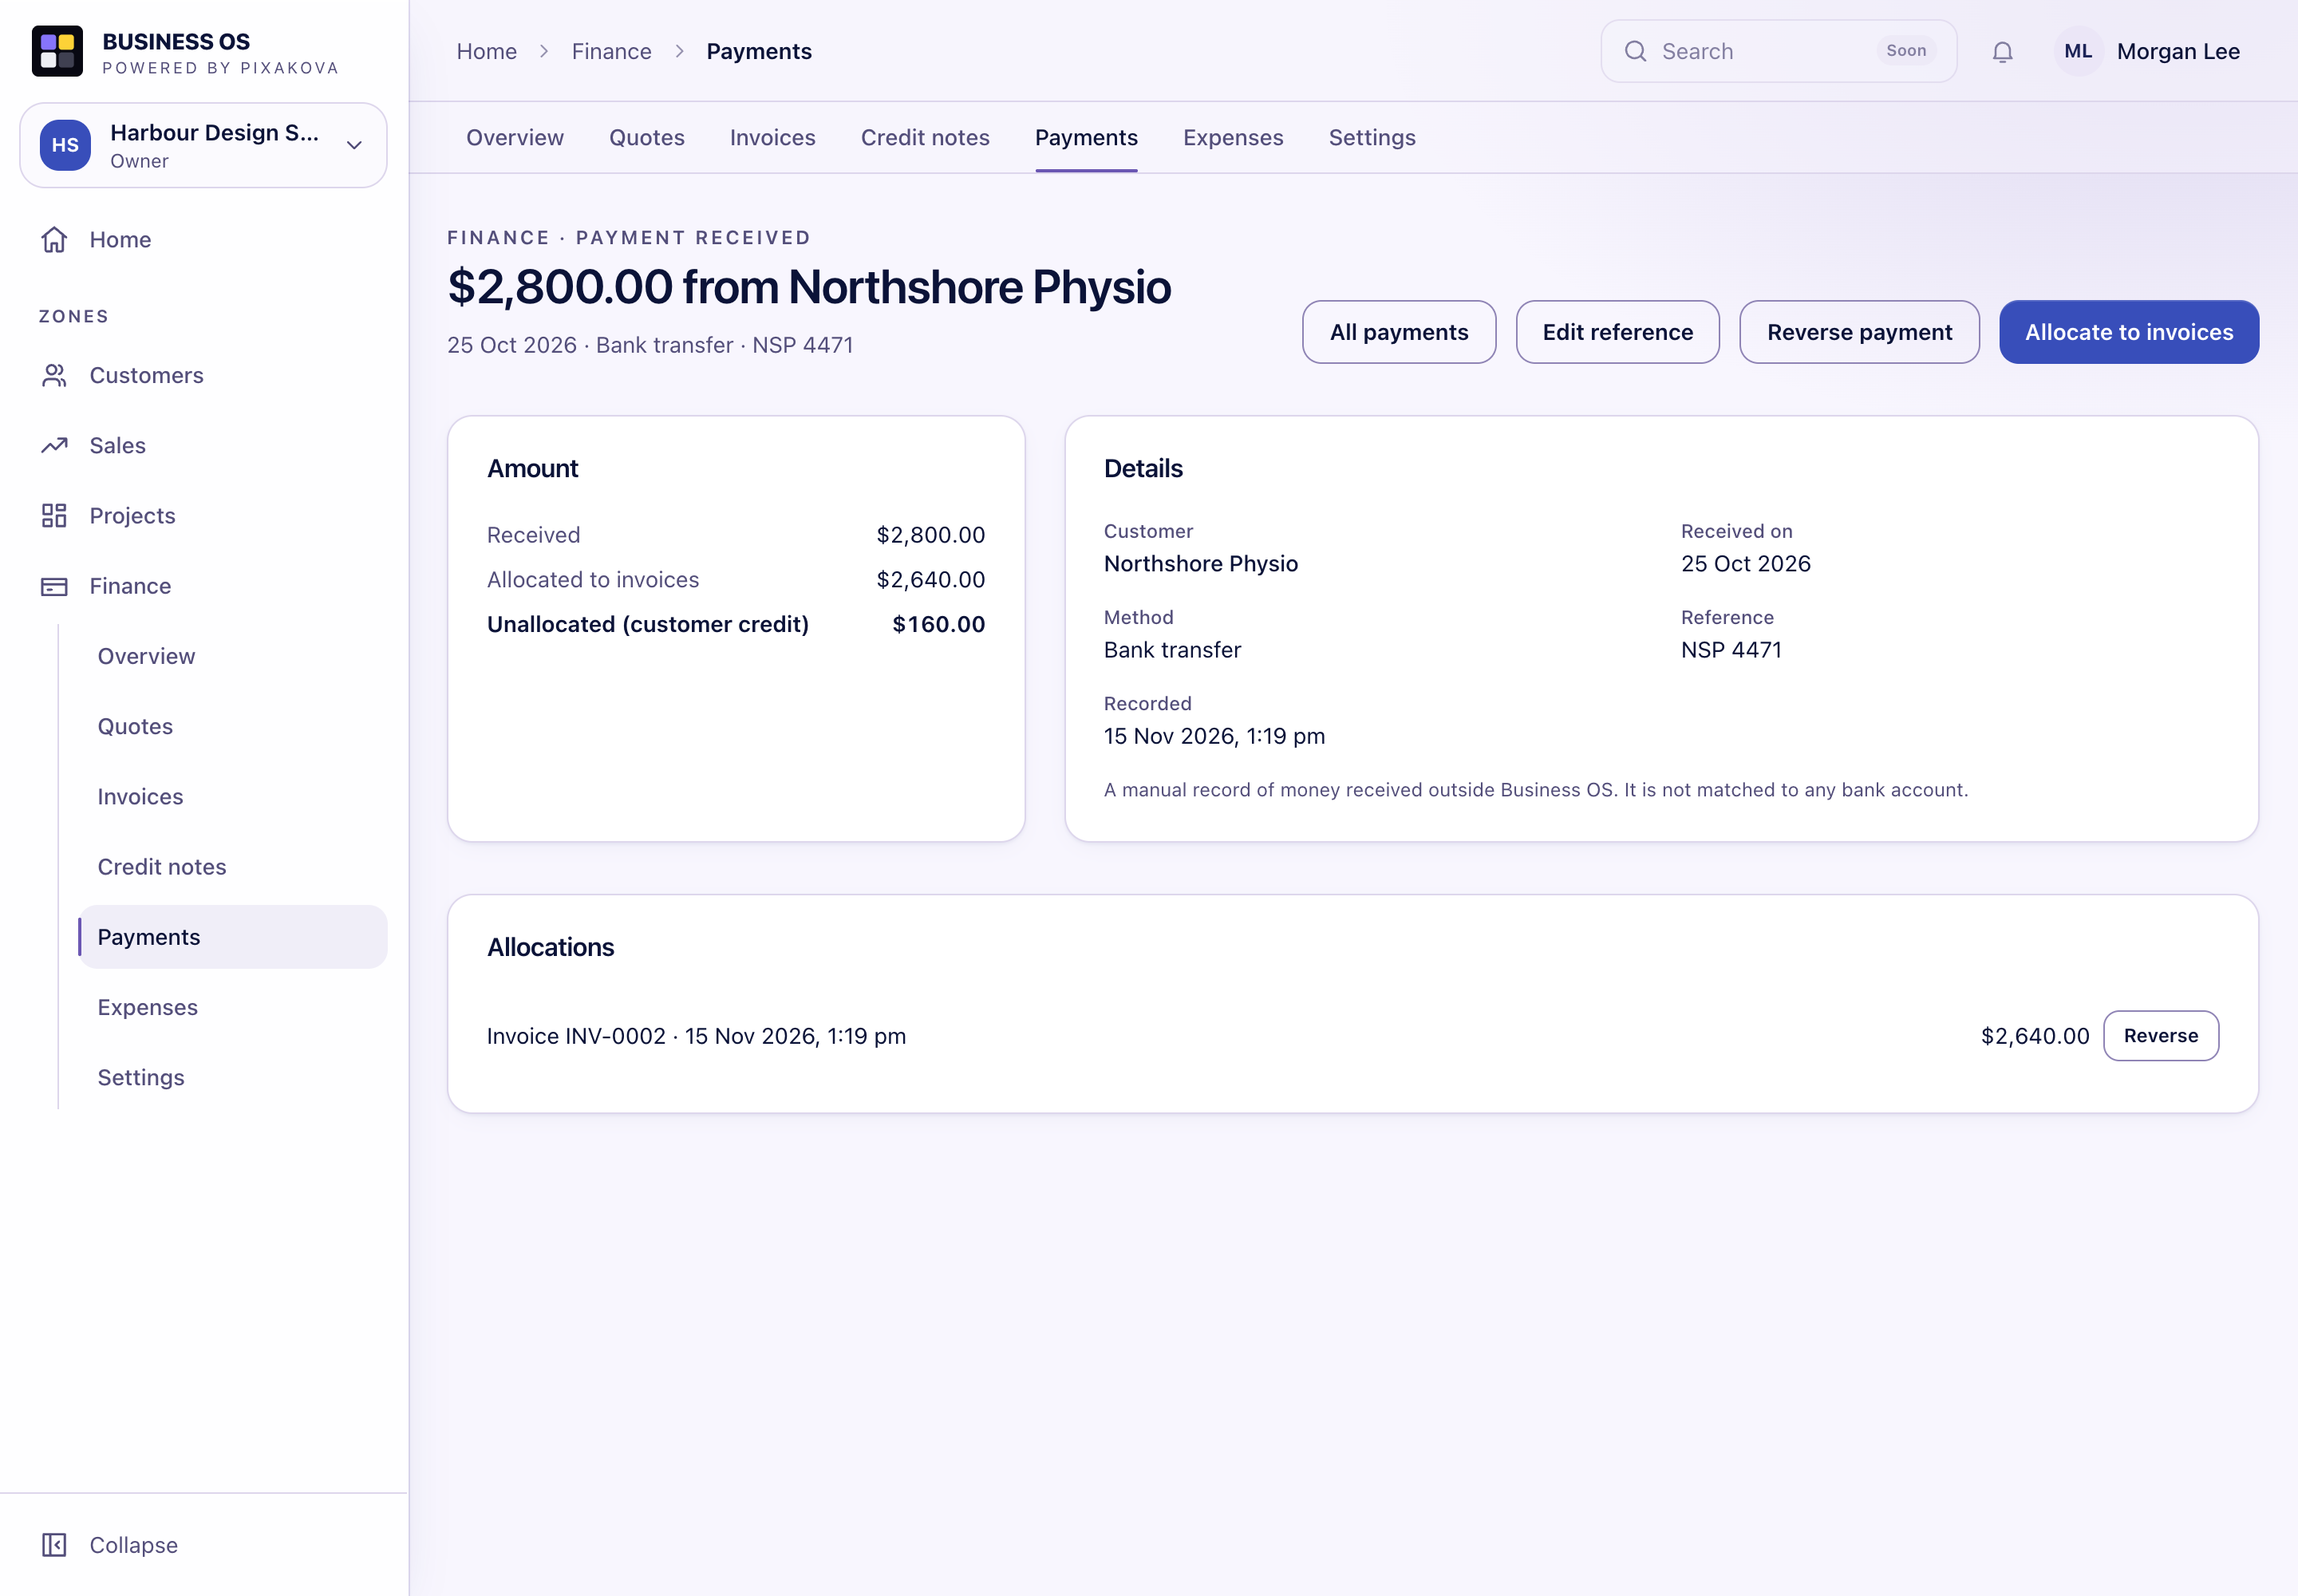 BUSINESS OS
POWERED BY PIXAKOVA
HS
Harbour Design S...
Owner
Home
ZONES
Customers
Sales
Projects
Finance
Overview
Quotes
Invoices
Credit notes
Payments
Expenses
Settings
Collapse
Home > Finance > Payments
Search
Soon
ML
Morgan Lee
Overview Quotes Invoices Credit notes Payments Expenses Settings
FINANCE · PAYMENT RECEIVED
$2,800.00 from Northshore Physio
25 Oct 2026 · Bank transfer · NSP 4471
All payments
Edit reference
Reverse payment
Allocate to invoices
Amount
Received $2,800.00
Allocated to invoices $2,640.00
Unallocated (customer credit) $160.00
Details
Customer
Northshore Physio
Received on
25 Oct 2026
Method
Bank transfer
Reference
NSP 4471
Recorded
15 Nov 2026, 1:19 pm
A manual record of money received outside Business OS. It is not matched to any bank account.
Allocations
Invoice INV-0002 · 15 Nov 2026, 1:19 pm $2,640.00 Reverse